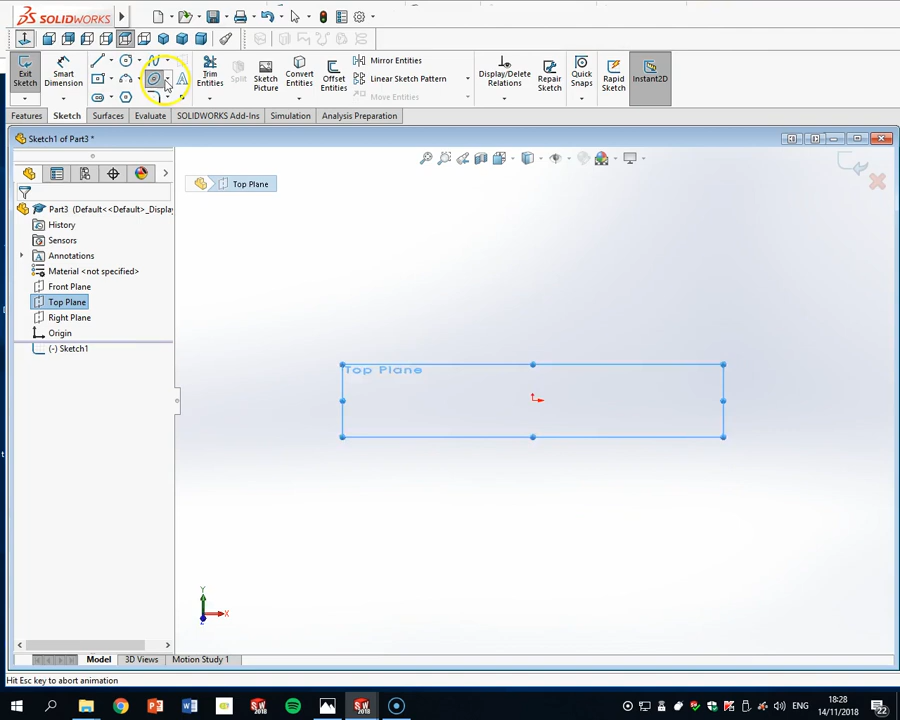 SOLIDWORKS
Exit Sketch
Smart Dimension
Trim Entities
Split
Sketch Picture
Convert Entities
Offset Entities
Mirror Entities
Linear Sketch Pattern
Move Entities
Display/Delete Relations
Repair Sketch
Quick Snaps
Rapid Sketch
Instant2D
Features
Sketch
Surfaces
Evaluate
SOLIDWORKS Add-Ins
Simulation
Analysis Preparation
Sketch1 of Part3 *
Top Plane
Part3 (Default<<Default>_Display
History
Sensors
Annotations
Material <not specified>
Front Plane
Top Plane
Right Plane
Origin
(-) Sketch1
Top Plane
Y
X
Z
Model
3D Views
Motion Study 1
Hit Esc key to abort animation
ENG
18:28
14/11/2018
22